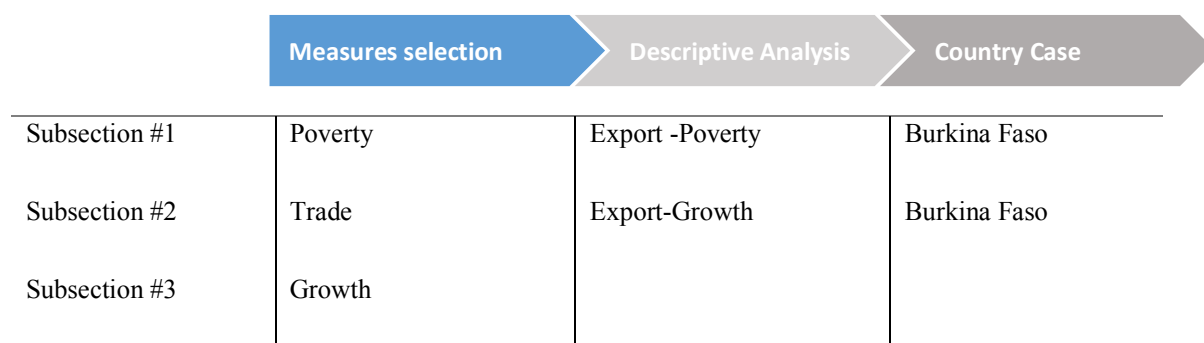 Measures selection Descriptive Analysis Country Case
Subsection #1 Poverty Export -Poverty Burkina Faso
Subsection #2 Trade Export-Growth Burkina Faso
Subsection #3 Growth